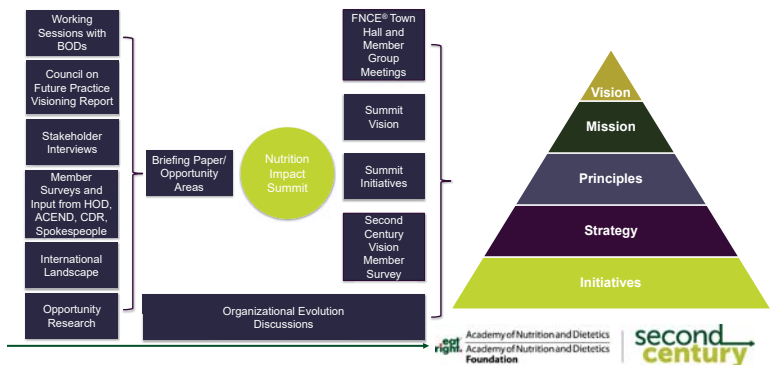 Working
Sessions with
BODs
Council on
Future Practice
Visioning Report
Stakeholder
Interviews
Member
Surveys and
Input from HOD,
ACEND, CDR,
Spokespeople
International
Landscape
Opportunity
Research
Briefing Paper/
Opportunity
Areas
Nutrition
Impact
Summit
FNCE® Town
Hall and
Member
Group
Meetings
Summit
Vision
Summit
Initiatives
Second
Century
Vision
Member
Survey
Organizational Evolution
Discussions
Vision
Mission
Principles
Strategy
Initiatives
eat
right.
Academy of Nutrition and Dietetics
Academy of Nutrition and Dietetics
Foundation
second
century